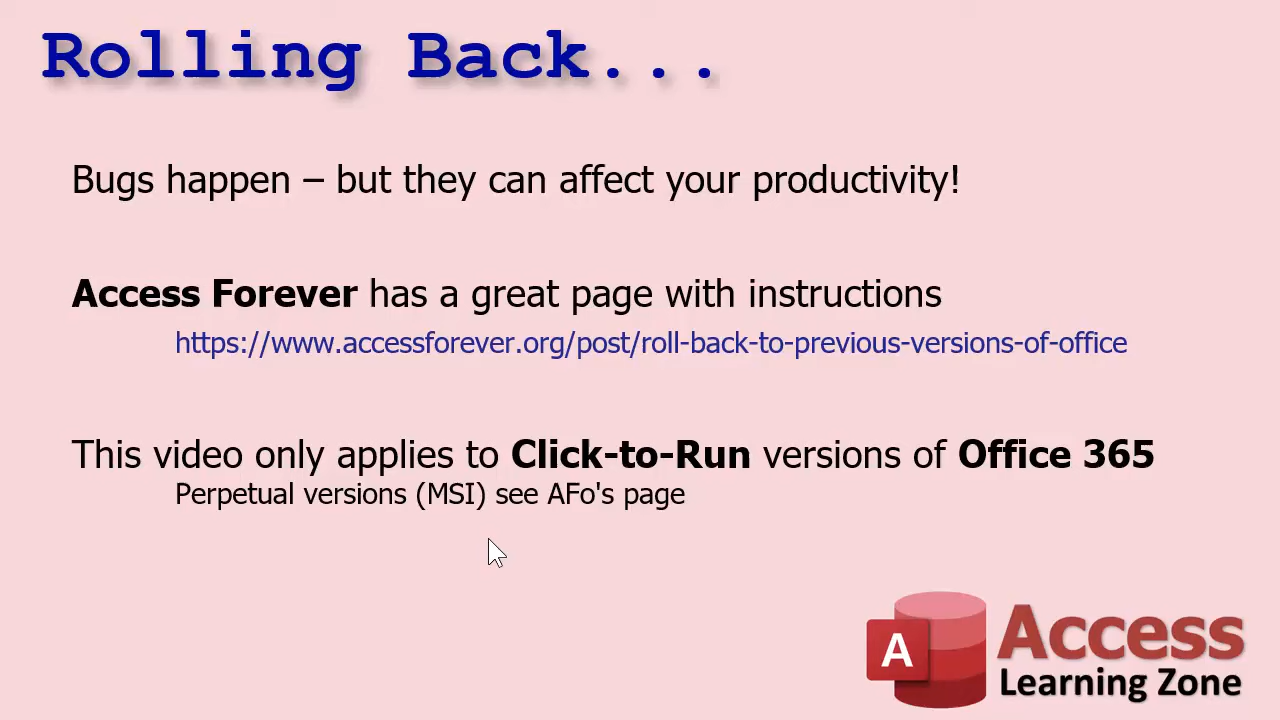 Rolling Back...
Bugs happen – but they can affect your productivity!
Access Forever has a great page with instructions
https://www.accessforever.org/post/roll-back-to-previous-versions-of-office
This video only applies to Click-to-Run versions of Office 365
Perpetual versions (MSI) see AFo's page
A
Access
Learning Zone